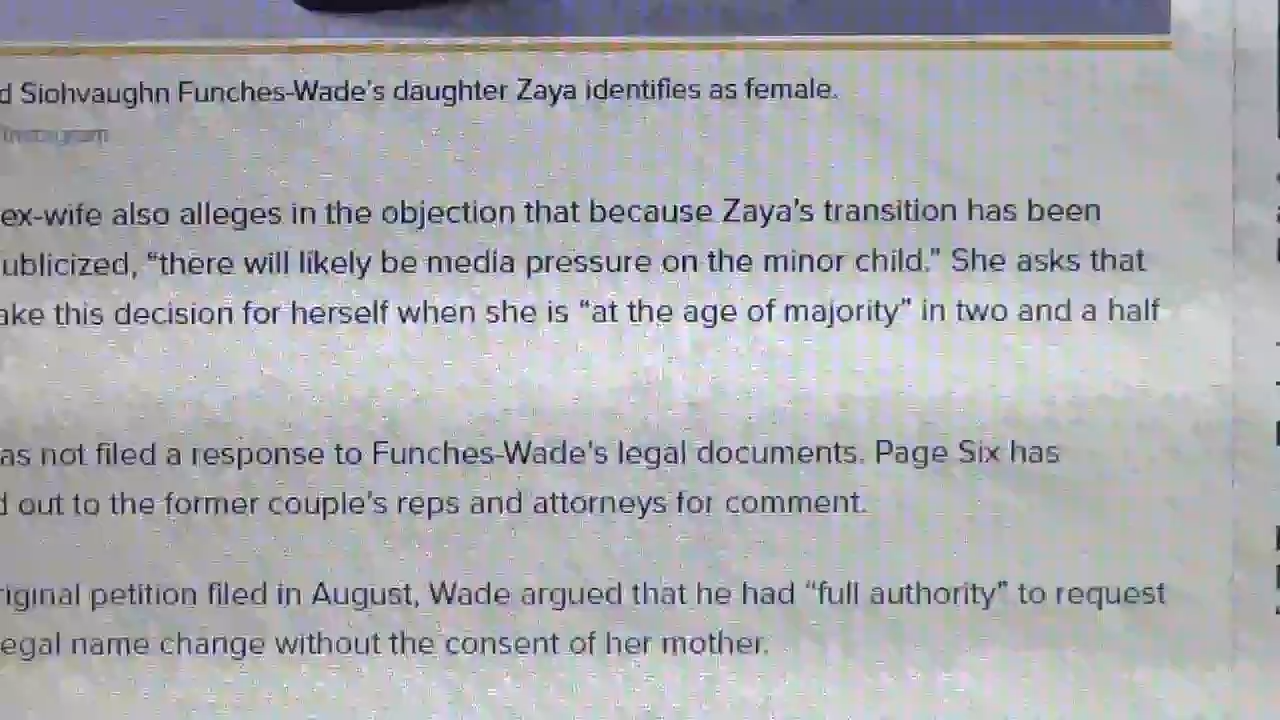 d Siohvaughn Funches-Wade's daughter Zaya identifies as female.
Instagram
ex-wife also alleges in the objection that because Zaya's transition has been
ublicized, “there will likely be media pressure on the minor child.” She asks that
ake this decision for herself when she is “at the age of majority” in two and a half
as not filed a response to Funches-Wade's legal documents. Page Six has
d out to the former couple's reps and attorneys for comment.
riginal petition filed in August, Wade argued that he had “full authority” to request
egal name change without the consent of her mother.